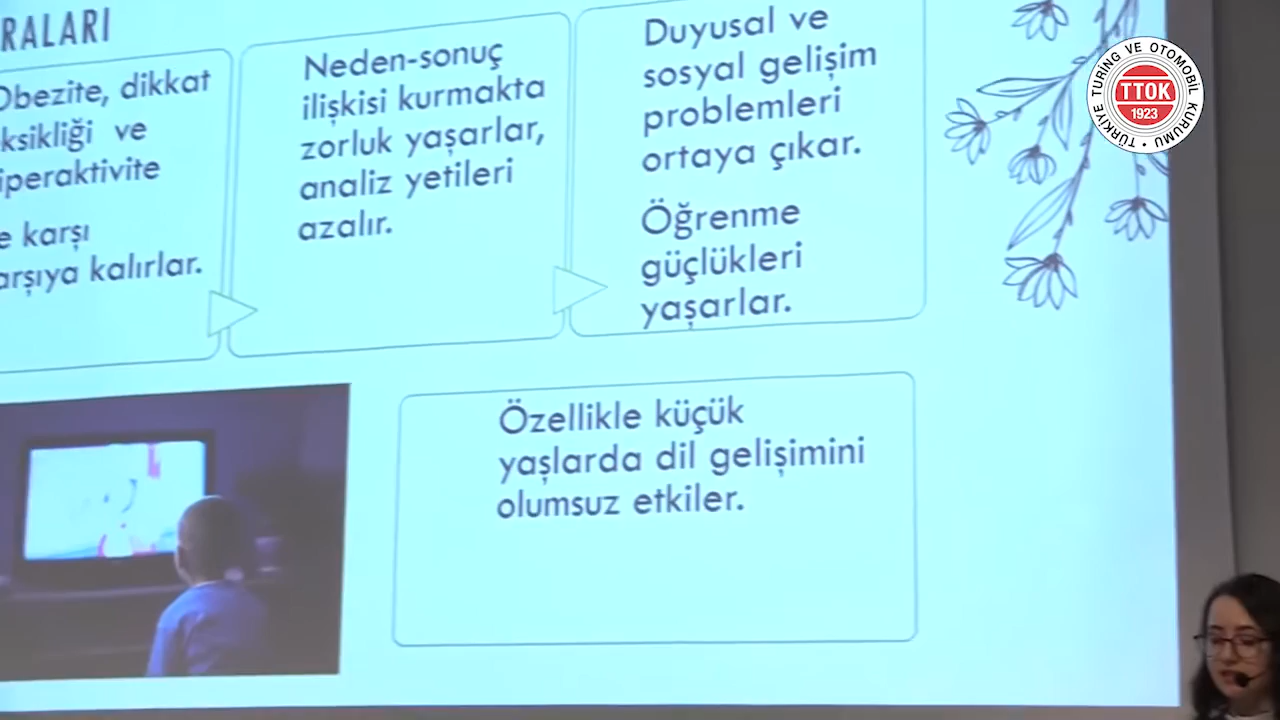 RALARI
Obezite, dikkat
ksikliği ve
iperaktivite
e karşı
arşıya kalırlar.
Neden-sonuç
ilişkisi kurmakta
zorluk yaşarlar,
analiz yetileri
azalır.
Duyusal ve
sosyal gelişim
problemleri
ortaya çıkar.
Öğrenme
güçlükleri
yaşarlar.
Özellikle küçük
yaşlarda dil gelişimini
olumsuz etkiler.
TÜRKİYE TURİNG VE OTOMOBİL KURUMU
TTOK
1923